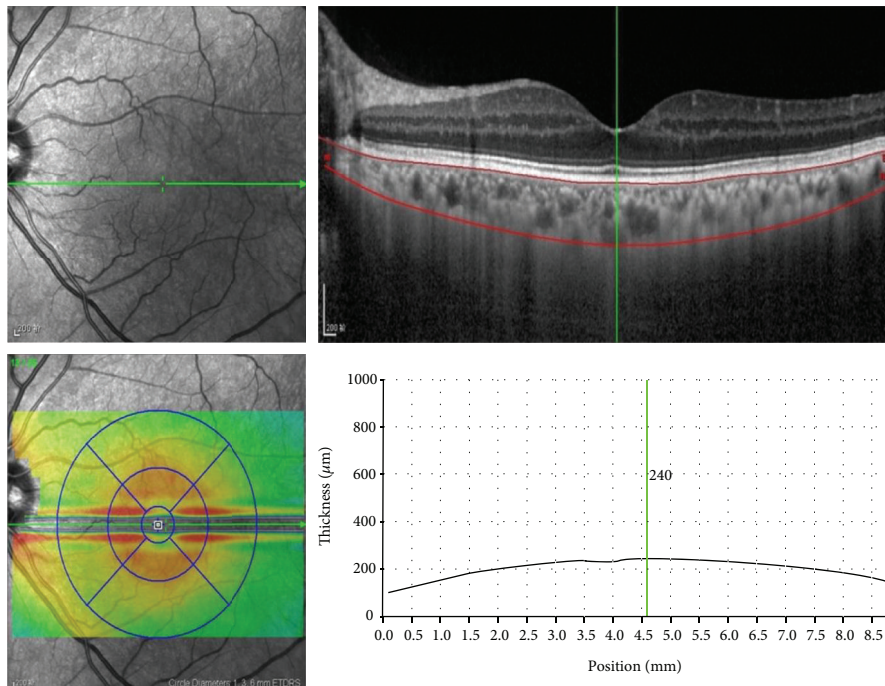 200 μm
200 μm
200 μm
Circle Diameters 1, 3, 6 mm ETDRS
1000
800
600
400
200
0
Thickness (μm)
240
0.0 0.5 1.0 1.5 2.0 2.5 3.0 3.5 4.0 4.5 5.0 5.5 6.0 6.5 7.0 7.5 8.0 8.5
Position (mm)